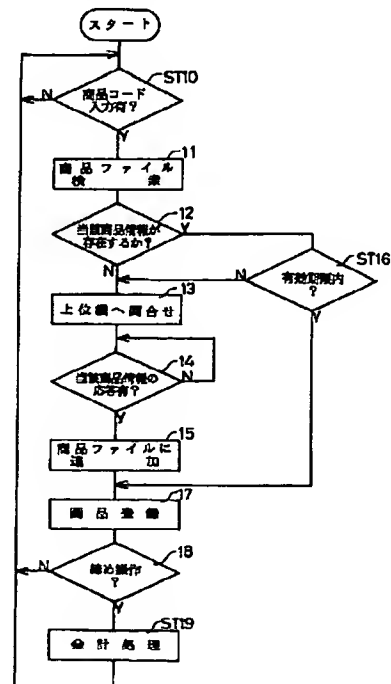 スタート
ST10
商品コード
入力有?
N
Y
11
商品ファイル
検索
12
当該商品情報が
存在するか?
Y
N
ST16
有効期限内
?
N
Y
13
上位機へ問合せ
14
当該商品情報の
応答有?
N
Y
15
商品ファイルに
追加
17
商品登録
18
締め操作
?
N
Y
ST19
会計処理